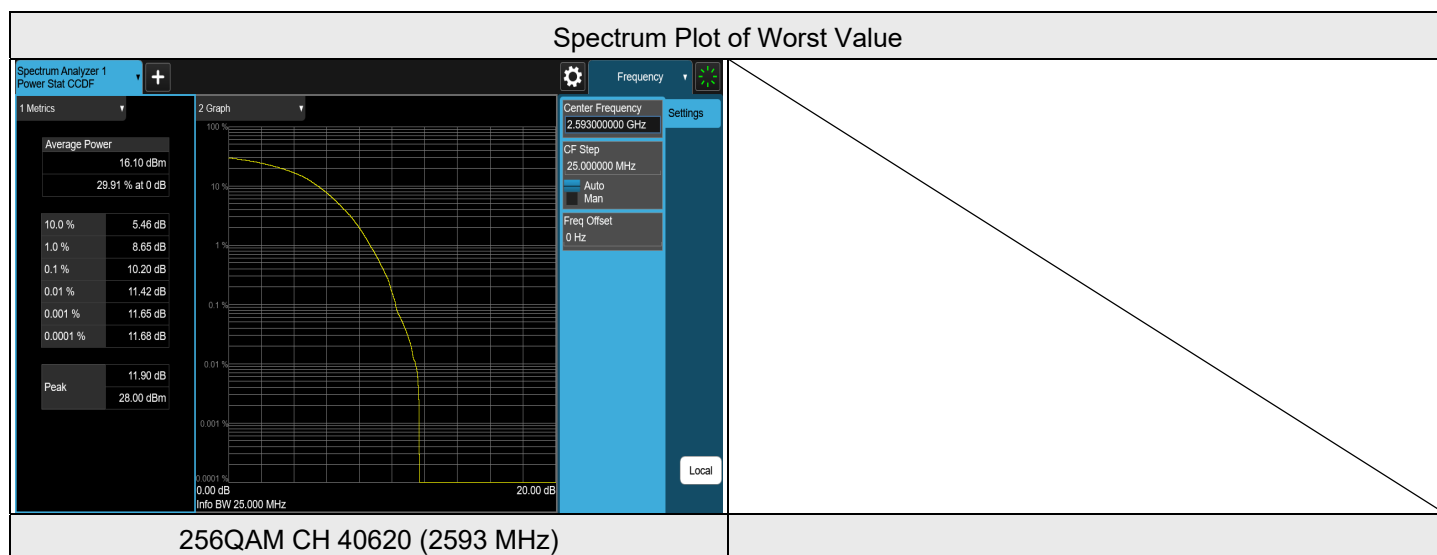 Spectrum Plot of Worst Value
Spectrum Analyzer 1
Power Stat CCDF
+
Frequency
1 Metrics
2 Graph
Average Power
16.10 dBm
29.91 % at 0 dB
10.0 % 5.46 dB
1.0 % 8.65 dB
0.1 % 10.20 dB
0.01 % 11.42 dB
0.001 % 11.65 dB
0.0001 % 11.68 dB
Peak
11.90 dB
28.00 dBm
100 %
10 %
1 %
0.1 %
0.01 %
0.001 %
0.0001 %
0.00 dB 20.00 dB
Info BW 25.000 MHz
Center Frequency
2.593000000 GHz
CF Step
25.000000 MHz
Auto
Man
Freq Offset
0 Hz
Settings
Local
256QAM CH 40620 (2593 MHz)